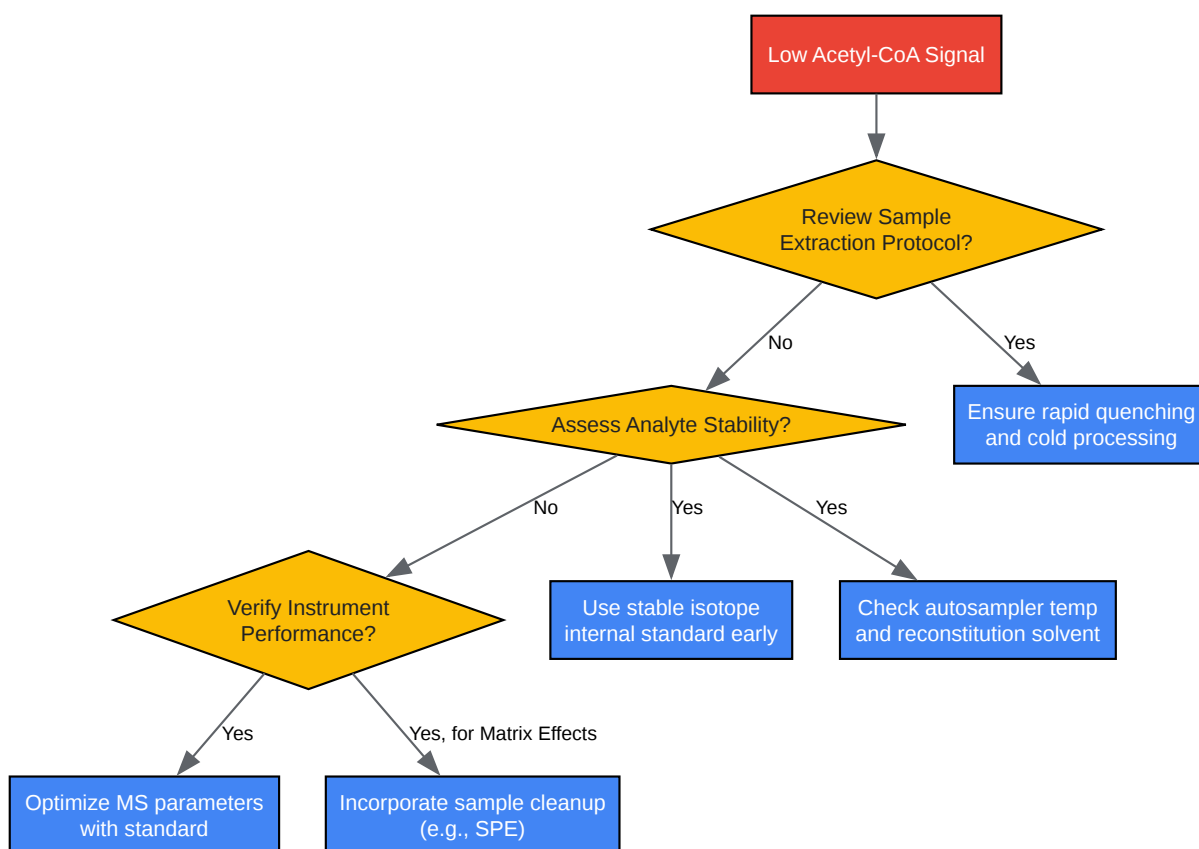 Low Acetyl-CoA Signal
Review Sample
Extraction Protocol?
No
Yes
Assess Analyte Stability?
Ensure rapid quenching
and cold processing
No
Yes
Yes
Verify Instrument
Performance?
Use stable isotope
internal standard early
Check autosampler temp
and reconstitution solvent
Yes
Yes, for Matrix Effects
Optimize MS parameters
with standard
Incorporate sample cleanup
(e.g., SPE)